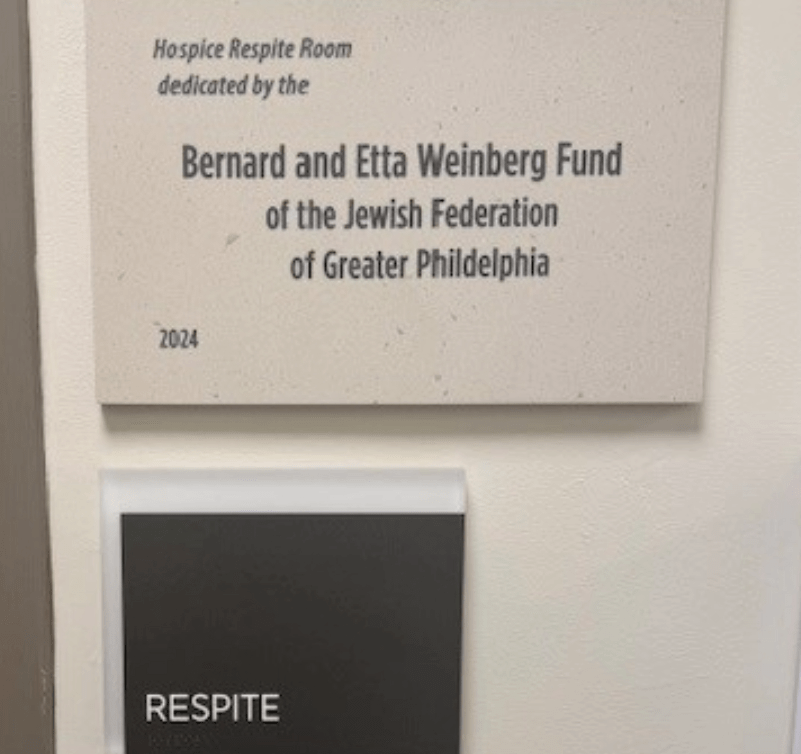 Hospice Respite Room
dedicated by the
Bernard and Etta Weinberg Fund
of the Jewish Federation
of Greater Phildelphia
2024
RESPITE